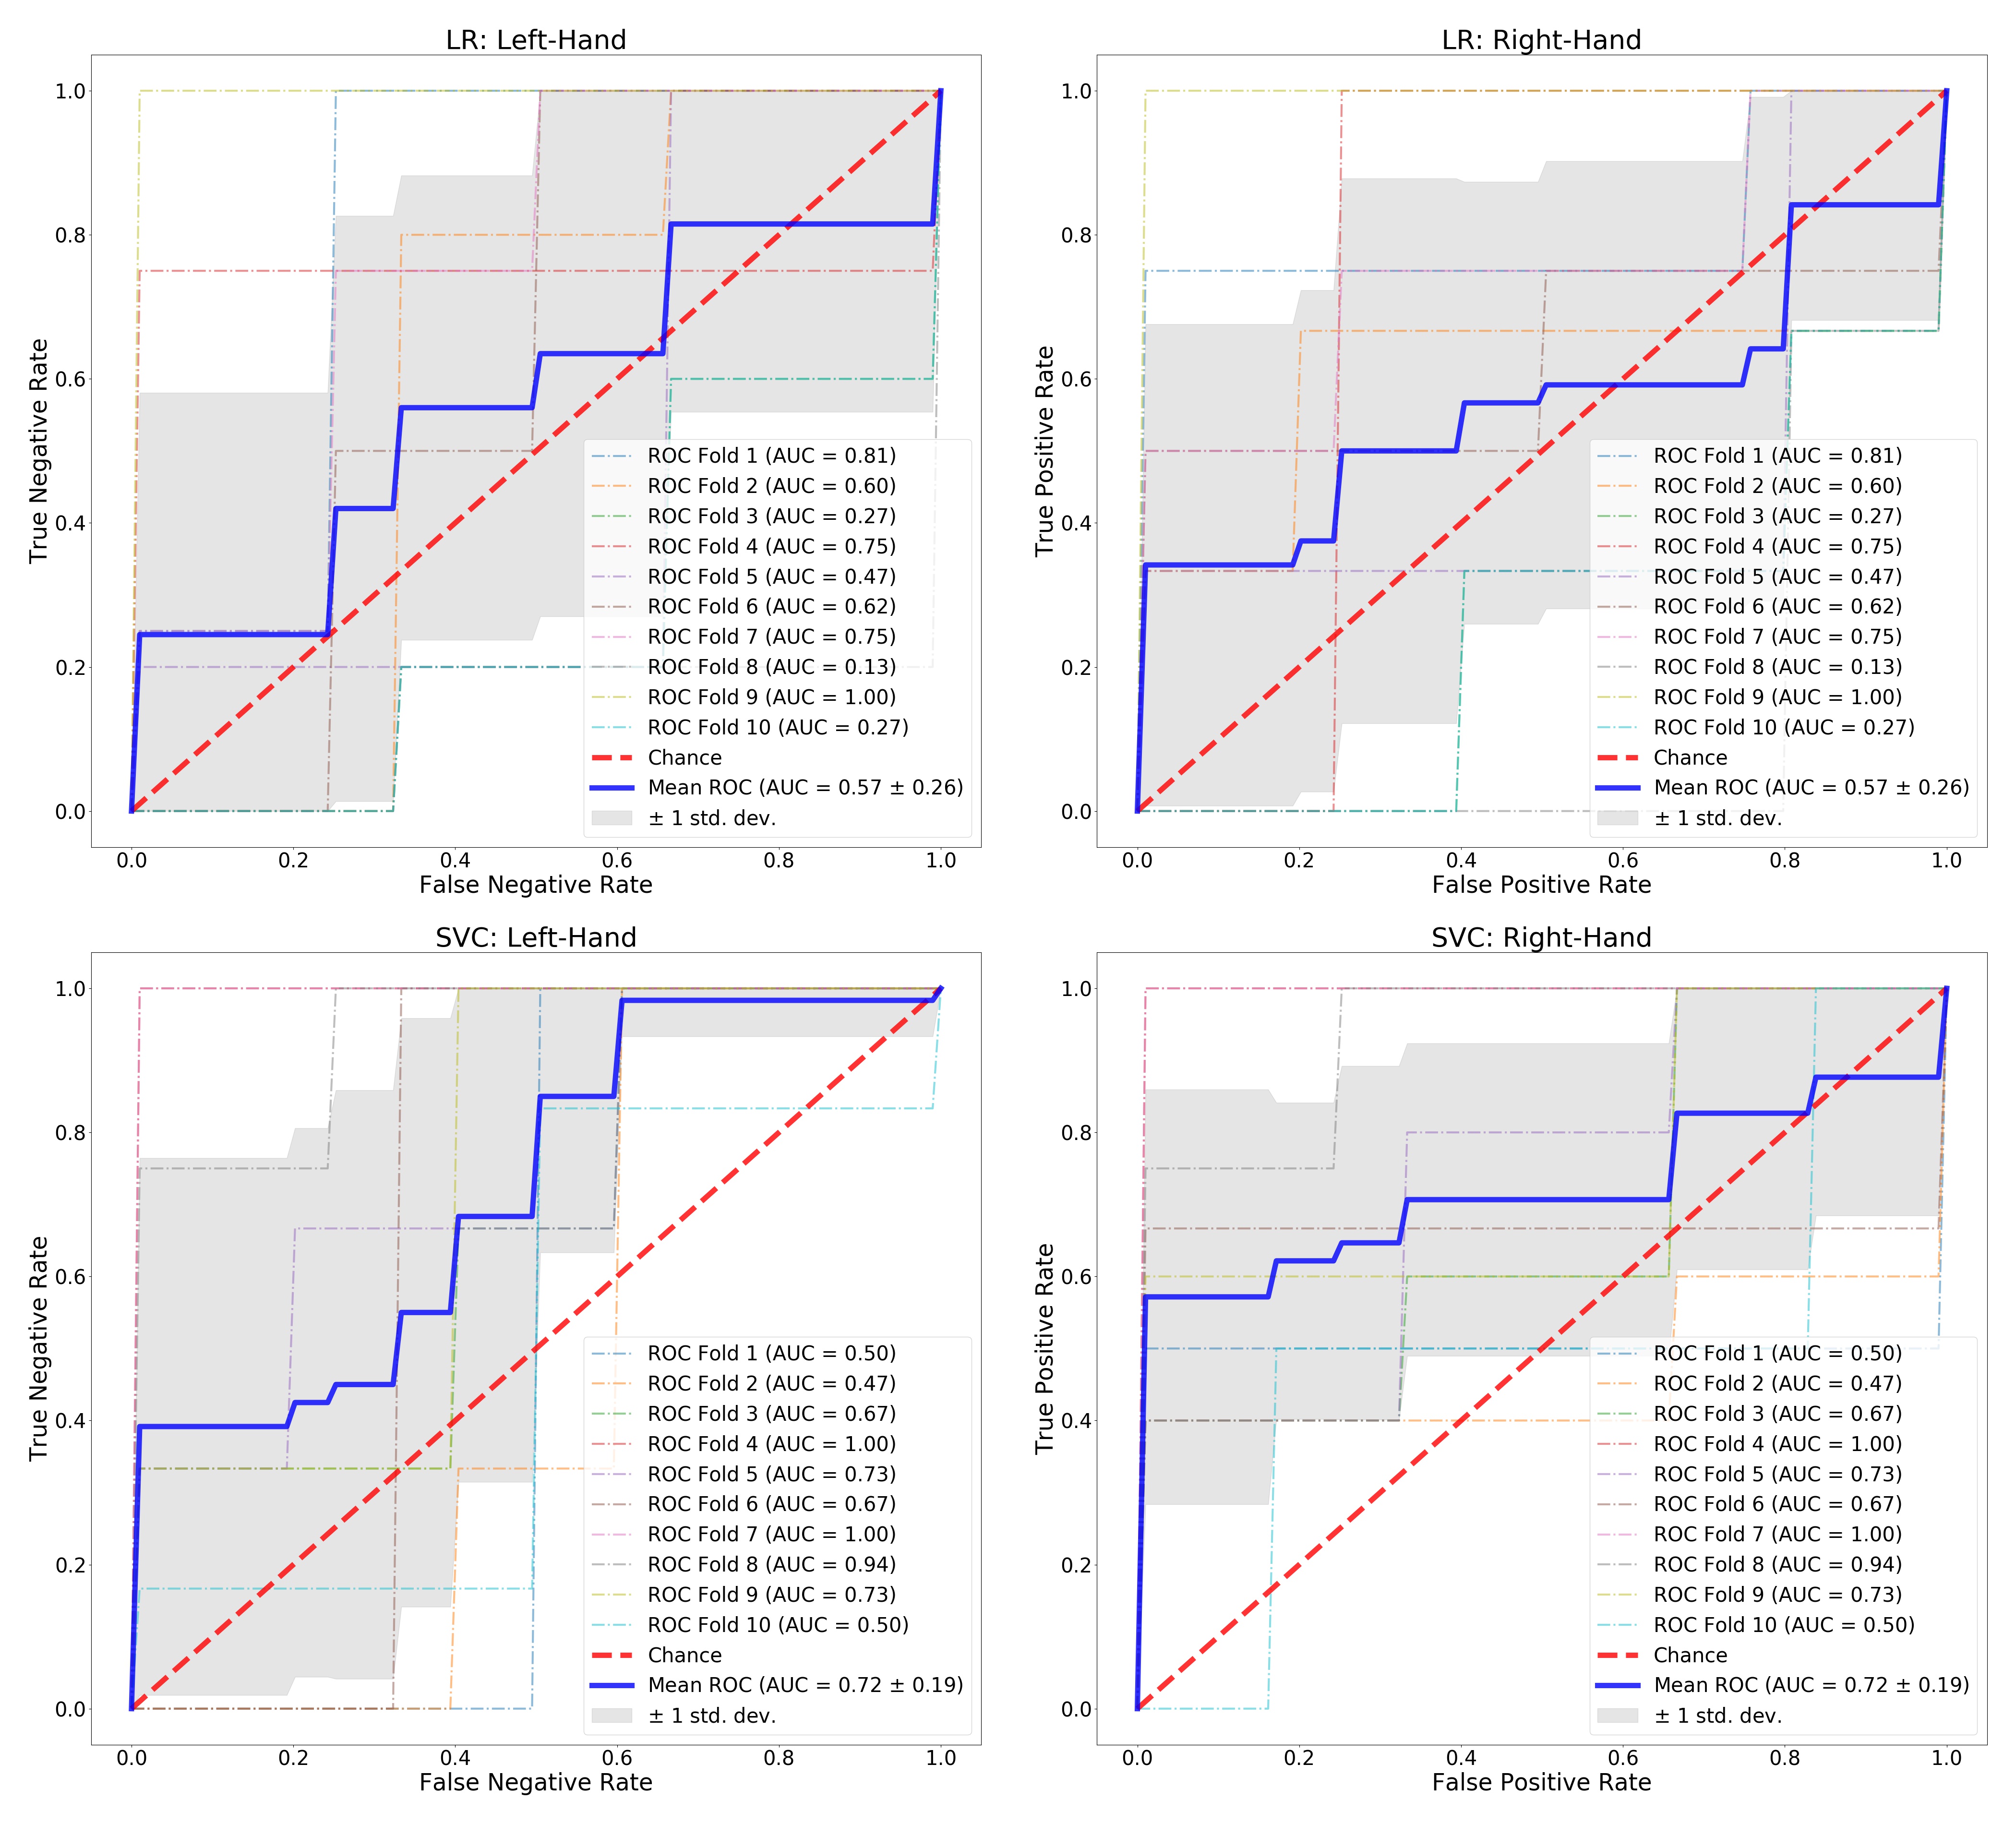 LR: Left-Hand
1.0
0.8
0.6
0.4
0.2
0.0
True Negative Rate
ROC Fold 1 (AUC = 0.81)
ROC Fold 2 (AUC = 0.60)
ROC Fold 3 (AUC = 0.27)
ROC Fold 4 (AUC = 0.75)
ROC Fold 5 (AUC = 0.47)
ROC Fold 6 (AUC = 0.62)
ROC Fold 7 (AUC = 0.75)
ROC Fold 8 (AUC = 0.13)
ROC Fold 9 (AUC = 1.00)
ROC Fold 10 (AUC = 0.27)
Chance
Mean ROC (AUC = 0.57 ± 0.26)
± 1 std. dev.
0.0 0.2 0.4 0.6 0.8 1.0
False Negative Rate
LR: Right-Hand
1.0
0.8
0.6
0.4
0.2
0.0
True Positive Rate
ROC Fold 1 (AUC = 0.81)
ROC Fold 2 (AUC = 0.60)
ROC Fold 3 (AUC = 0.27)
ROC Fold 4 (AUC = 0.75)
ROC Fold 5 (AUC = 0.47)
ROC Fold 6 (AUC = 0.62)
ROC Fold 7 (AUC = 0.75)
ROC Fold 8 (AUC = 0.13)
ROC Fold 9 (AUC = 1.00)
ROC Fold 10 (AUC = 0.27)
Chance
Mean ROC (AUC = 0.57 ± 0.26)
± 1 std. dev.
0.0 0.2 0.4 0.6 0.8 1.0
False Positive Rate
SVC: Left-Hand
1.0
0.8
0.6
0.4
0.2
0.0
True Negative Rate
ROC Fold 1 (AUC = 0.50)
ROC Fold 2 (AUC = 0.47)
ROC Fold 3 (AUC = 0.67)
ROC Fold 4 (AUC = 1.00)
ROC Fold 5 (AUC = 0.73)
ROC Fold 6 (AUC = 0.67)
ROC Fold 7 (AUC = 1.00)
ROC Fold 8 (AUC = 0.94)
ROC Fold 9 (AUC = 0.73)
ROC Fold 10 (AUC = 0.50)
Chance
Mean ROC (AUC = 0.72 ± 0.19)
± 1 std. dev.
0.0 0.2 0.4 0.6 0.8 1.0
False Negative Rate
SVC: Right-Hand
1.0
0.8
0.6
0.4
0.2
0.0
True Positive Rate
ROC Fold 1 (AUC = 0.50)
ROC Fold 2 (AUC = 0.47)
ROC Fold 3 (AUC = 0.67)
ROC Fold 4 (AUC = 1.00)
ROC Fold 5 (AUC = 0.73)
ROC Fold 6 (AUC = 0.67)
ROC Fold 7 (AUC = 1.00)
ROC Fold 8 (AUC = 0.94)
ROC Fold 9 (AUC = 0.73)
ROC Fold 10 (AUC = 0.50)
Chance
Mean ROC (AUC = 0.72 ± 0.19)
± 1 std. dev.
0.0 0.2 0.4 0.6 0.8 1.0
False Positive Rate